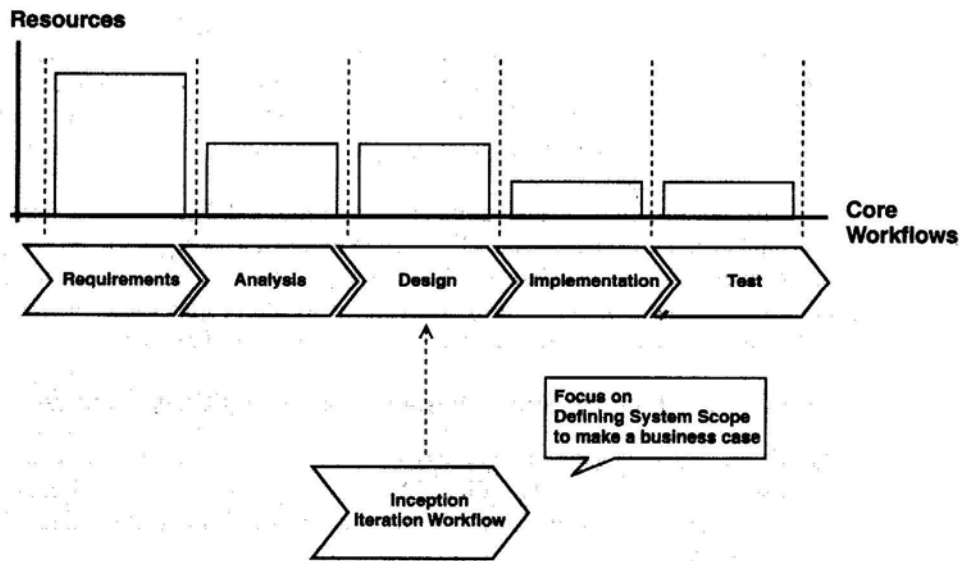 Resources
Core
Workflows
Requirements
Analysis
Design
Implementation
Test
Focus on
Defining System Scope
to make a business case
Inception
Iteration Workflow